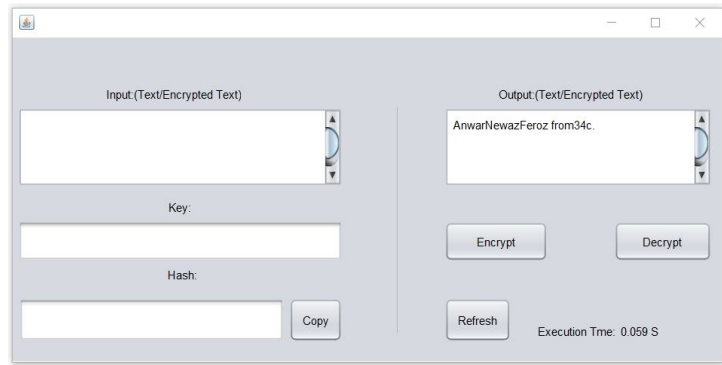 Input:(Text/Encrypted Text)
Output:(Text/Encrypted Text)
AnwarNewazFeroz from34c.
Key:
Encrypt
Decrypt
Hash:
Copy
Refresh
Execution Tme: 0.059 S